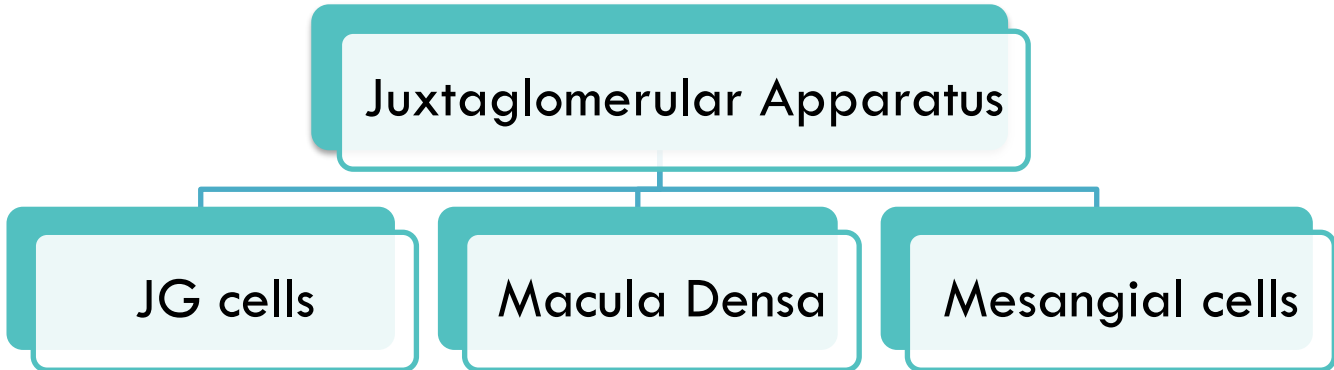 Juxtaglomerular Apparatus
JG cells
Macula Densa
Mesangial cells